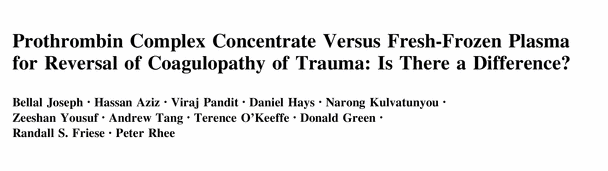 Prothrombin Complex Concentrate Versus Fresh-Frozen Plasma
for Reversal of Coagulopathy of Trauma: Is There a Difference?
Bellal Joseph · Hassan Aziz · Viraj Pandit · Daniel Hays · Narong Kulvatunyou ·
Zeeshan Yousuf · Andrew Tang · Terence O'Keeffe · Donald Green ·
Randall S. Friese · Peter Rhee